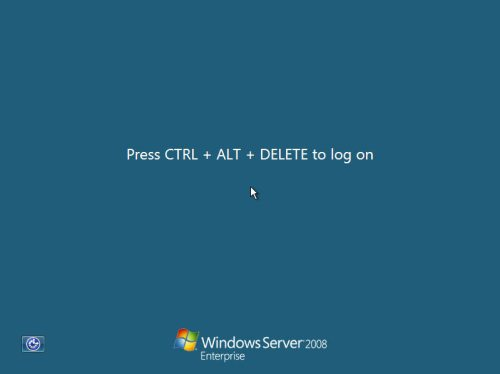 Press CTRL + ALT + DELETE to log on
Windows Server 2008
Enterprise